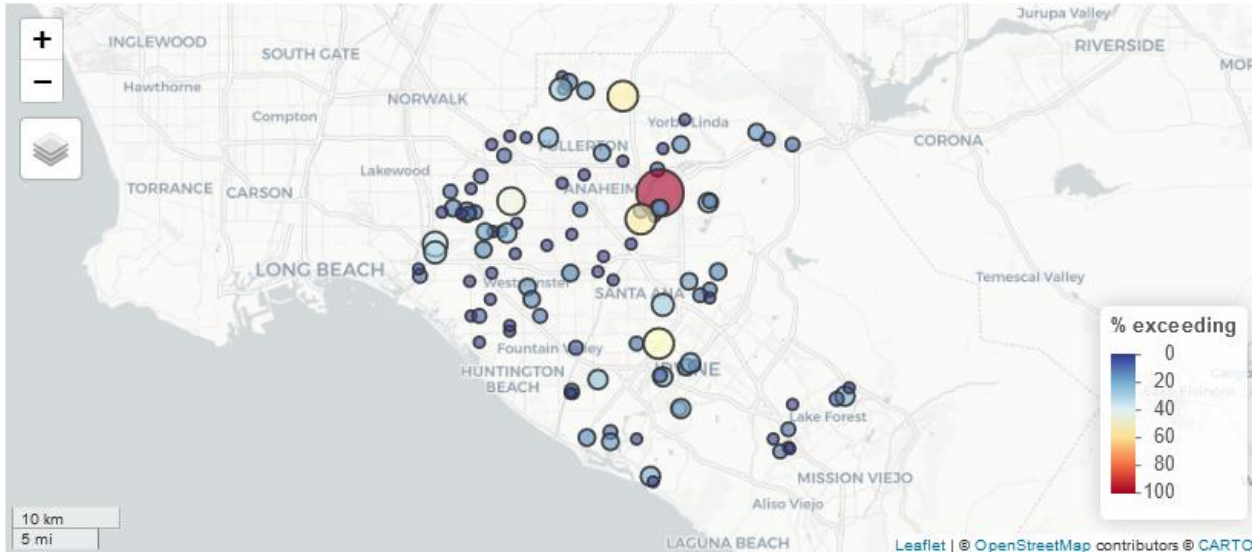 Jurupa Valley
+
INGLEWOOD
SOUTH GATE
RIVERSIDE
−
Hawthorne
NORWALK
Compton
Yorba Linda
CORONA
FULLERTON
Lakewood
TORRANCE
CARSON
ANAHEIM
LONG BEACH
Temescal Valley
Westminster
SANTA ANA
% exceeding
0
20
40
60
80
100
Fountain Valley
HUNTINGTON
BEACH
IRVINE
Lake Forest
MISSION VIEJO
Aliso Viejo
10 km
5 mi
LAGUNA BEACH
Leaflet | © OpenStreetMap contributors © CARTO